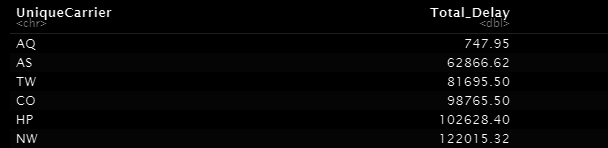 UniqueCarrier Total_Delay
<chr> <dbl>
AQ 747.95
AS 62866.62
TW 81695.50
CO 98765.50
HP 102628.40
NW 122015.32